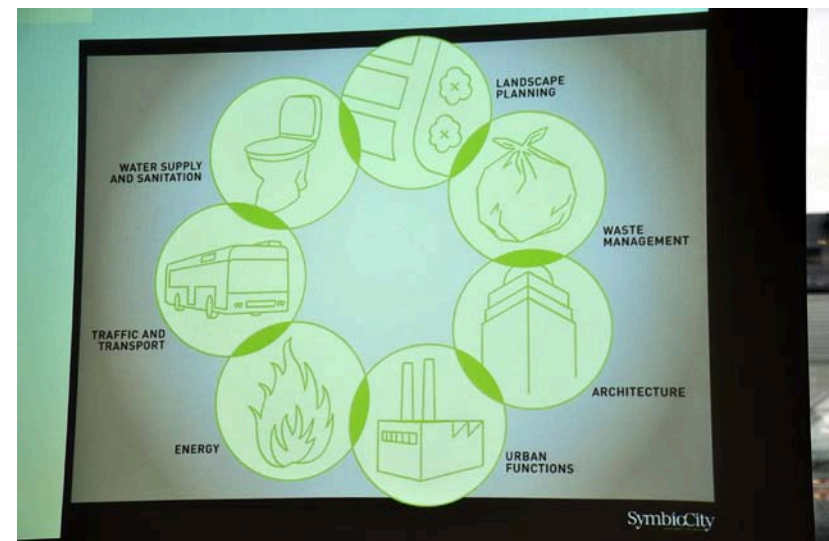 LANDSCAPE
PLANNING
WATER SUPPLY
AND SANITATION
WASTE
MANAGEMENT
TRAFFIC AND
TRANSPORT
ARCHITECTURE
ENERGY
URBAN
FUNCTIONS
SymbioCity